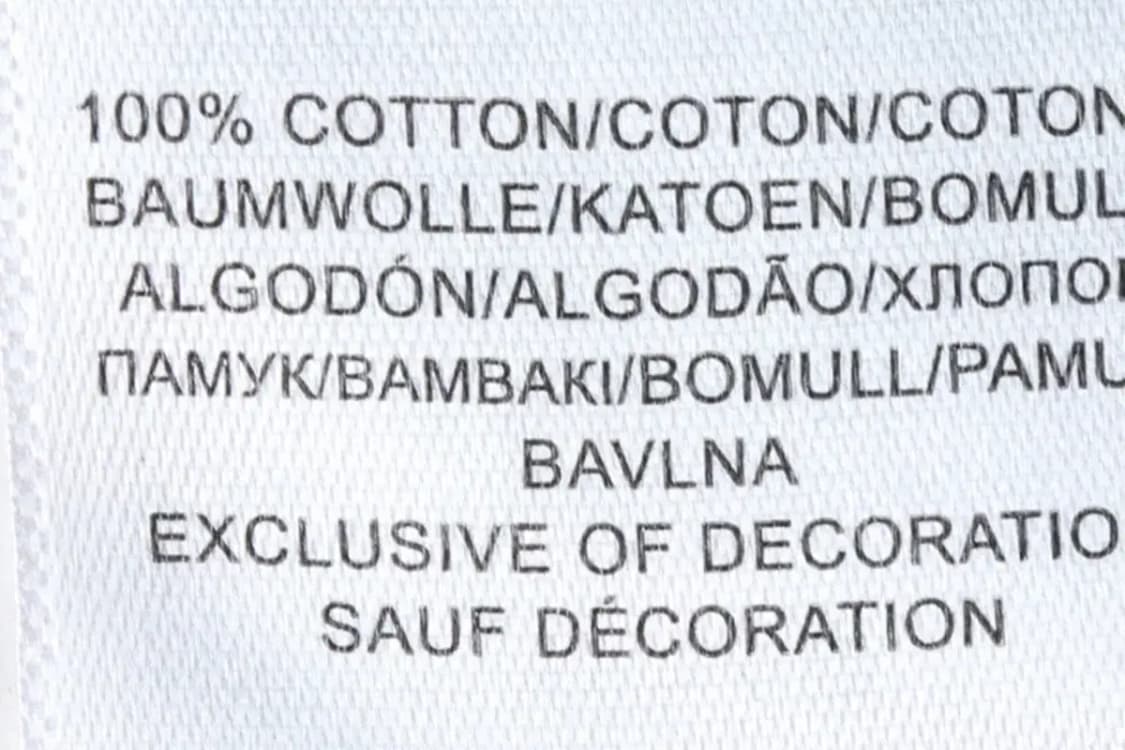 100% COTTON/COTON/COTON
BAUMWOLLE/KATOEN/BOMUL
ALGODÓN/ALGODÃO/ХЛОПО
ПАМУК/BAMBAKI/BOMULL/PAMU
BAVLNA
EXCLUSIVE OF DECORATIO
SAUF DÉCORATION